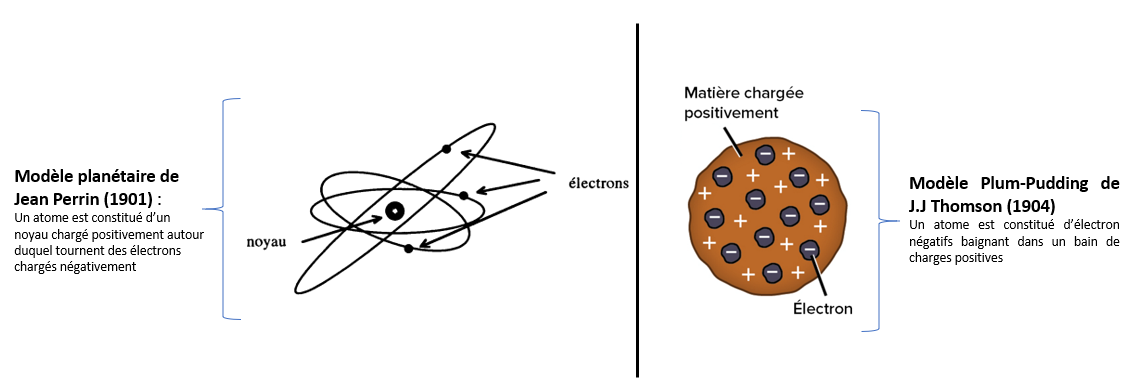 Modèle planétaire de
Jean Perrin (1901) :
Un atome est constitué d'un
noyau chargé positivement autour
duquel tournent des électrons
chargés négativement
électrons
noyau
Matière chargée
positivement
Électron
Modèle Plum-Pudding de
J.J Thomson (1904)
Un atome est constitué d'électron
négatifs baignant dans un bain de
charges positives